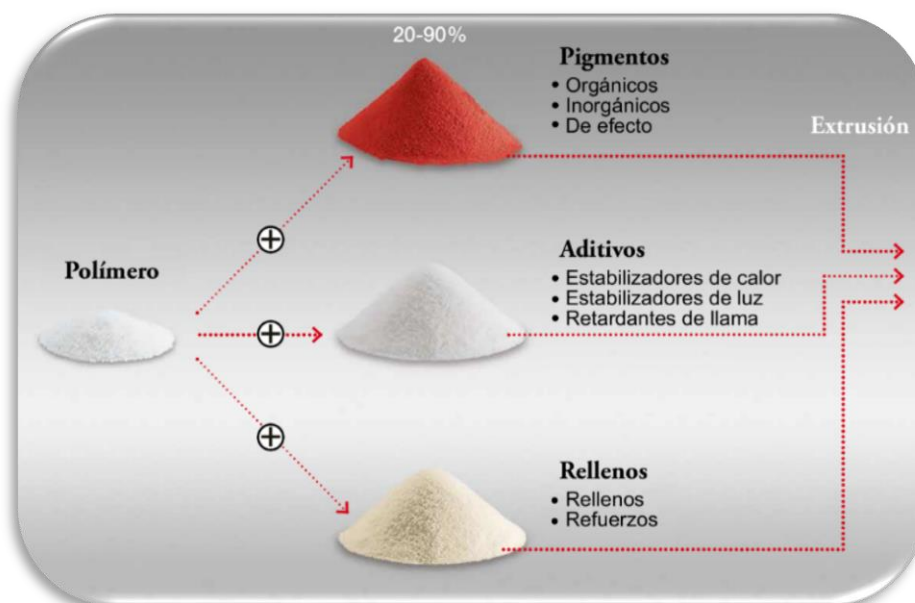 20-90%
Pigmentos
• Orgánicos
• Inorgánicos
• De efecto
Extrusión
Polímero
Aditivos
• Estabilizadores de calor
• Estabilizadores de luz
• Retardantes de llama
Rellenos
• Rellenos
• Refuerzos